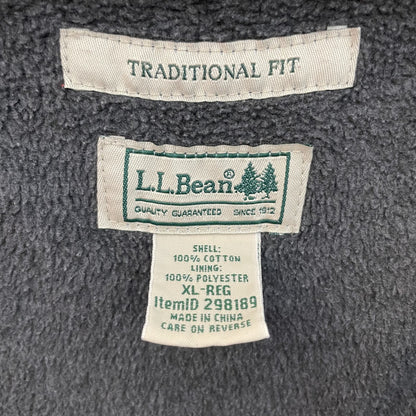 TRADITIONAL FIT
L.L.Bean®
QUALITY GUARANTEED SINCE 1912
SHELL:
100% COTTON
LINING:
100% POLYESTER
XL-REG
ItemID 298189
MADE IN CHINA
CARE ON REVERSE